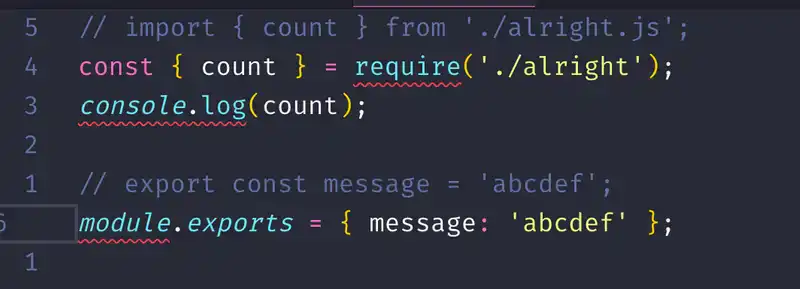 5 // import { count } from './alright.js';
4 const { count } = require('./alright');
3 console.log(count);
2
1 // export const message = 'abcdef';
6 module.exports = { message: 'abcdef' };
1